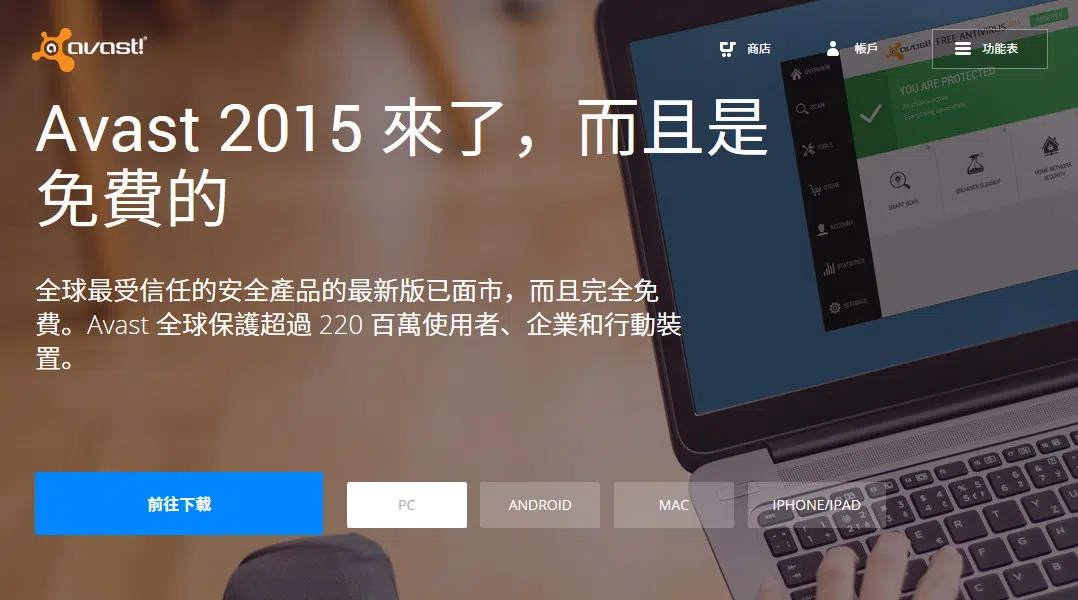 avast!
商店
帳戶
功能表
avast! FREE ANTIVIRUS
REGISTER
Avast 2015 來了，而且是
免費的
OVERVIEW
SCAN
TOOLS
STORE
ACCOUNT
STATISTICS
SETTINGS
YOU ARE PROTECTED
SMART SCAN
BROWSER CLEANUP
HOME NETWORK
SECURITY
全球最受信任的安全產品的最新版已面市，而且完全免
費。Avast 全球保護超過 220 百萬使用者、企業和行動裝
置。
前往下載
PC
ANDROID
MAC
IPHONE/IPAD